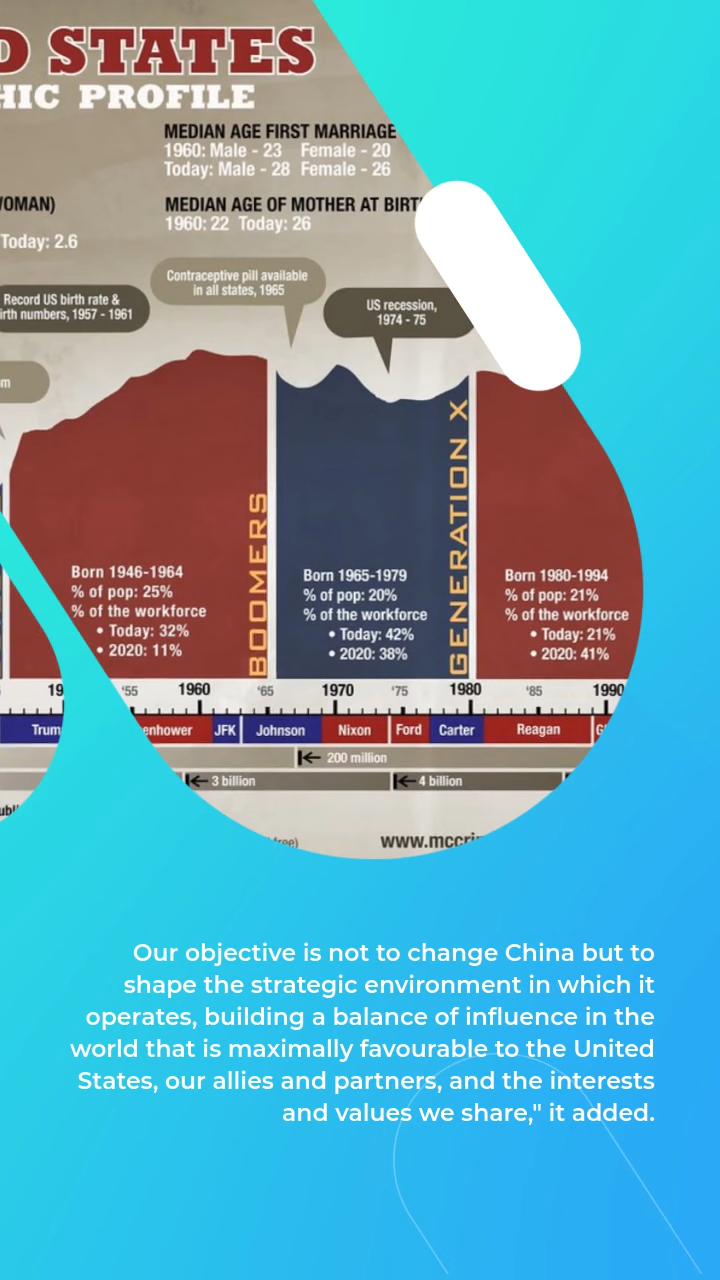 D STATES
HIC PROFILE
MEDIAN AGE FIRST MARRIAGE
1960: Male - 23 Female - 20
Today: Male - 28 Female - 26
WOMAN)
Today: 2.6
MEDIAN AGE OF MOTHER AT BIRT
1960: 22 Today: 26
Contraceptive pill available
in all states, 1965
Record US birth rate &
irth numbers, 1957 - 1961
US recession,
1974 - 75
m
BOOMERS
GENERATION X
Born 1946-1964
% of pop: 25%
% of the workforce
• Today: 32%
• 2020: 11%
Born 1965-1979
% of pop: 20%
% of the workforce
• Today: 42%
• 2020: 38%
Born 1980-1994
% of pop: 21%
% of the workforce
• Today: 21%
• 2020: 41%
19 '55 1960 '65 1970 '75 1980 '85 1990
Trum enhower JFK Johnson Nixon Ford Carter Reagan G
200 million
3 billion 4 billion
free) www.mccri
Our objective is not to change China but to
shape the strategic environment in which it
operates, building a balance of influence in the
world that is maximally favourable to the United
States, our allies and partners, and the interests
and values we share," it added.